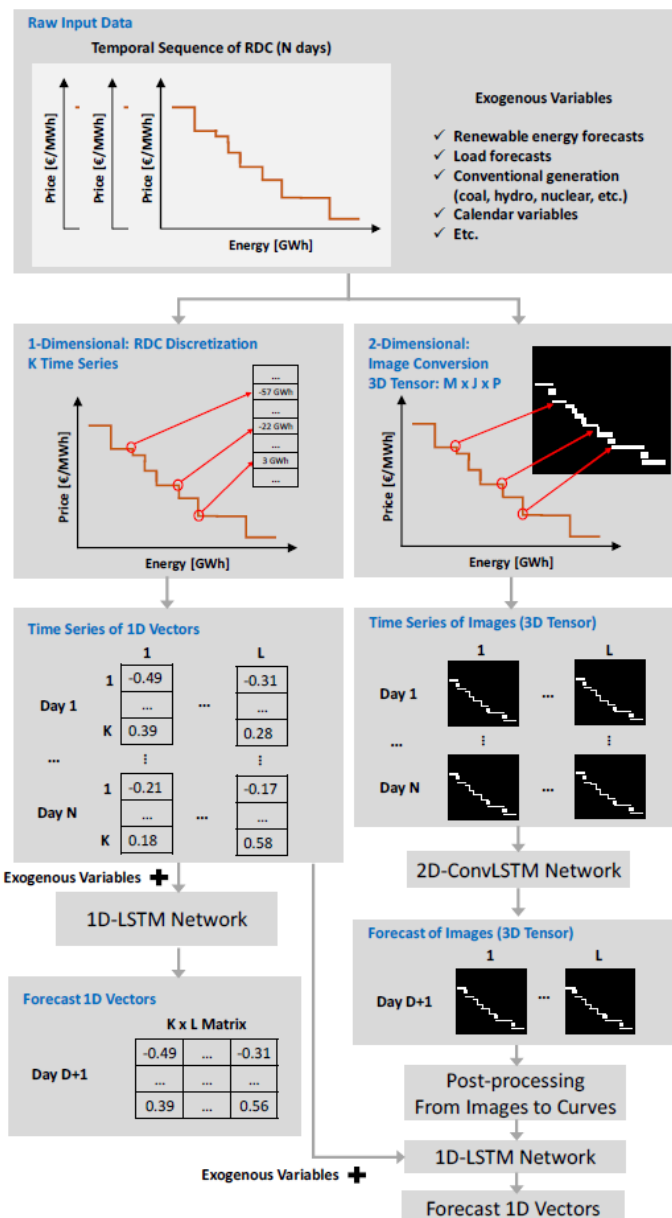 Raw Input Data
Temporal Sequence of RDC (N days)
Price [€/MWh]
Price [€/MWh]
Price [€/MWh]
Energy [GWh]
Exogenous Variables
✓ Renewable energy forecasts
✓ Load forecasts
✓ Conventional generation
(coal, hydro, nuclear, etc.)
✓ Calendar variables
✓ Etc.
1-Dimensional: RDC Discretization
K Time Series
...
-57 GWh
...
-22 GWh
...
3 GWh
...
Price [€/MWh]
Energy [GWh]
2-Dimensional:
Image Conversion
3D Tensor: M x J x P
Price [€/MWh]
Energy [GWh]
Time Series of 1D Vectors
1 L
1 -0.49 -0.31
Day 1 ... ... ...
K 0.39 0.28
... ⋮ ⋮
1 -0.21 -0.17
Day N ... ... ...
K 0.18 0.58
Time Series of Images (3D Tensor)
1 L
Day 1 ...
... ⋮ ⋮
Day N ...
Exogenous Variables +
1D-LSTM Network
2D-ConvLSTM Network
Forecast 1D Vectors
K x L Matrix
-0.49 ... -0.31
Day D+1 ... ... ...
0.39 ... 0.56
Forecast of Images (3D Tensor)
1 L
Day D+1 ...
Post-processing
From Images to Curves
Exogenous Variables +
1D-LSTM Network
Forecast 1D Vectors